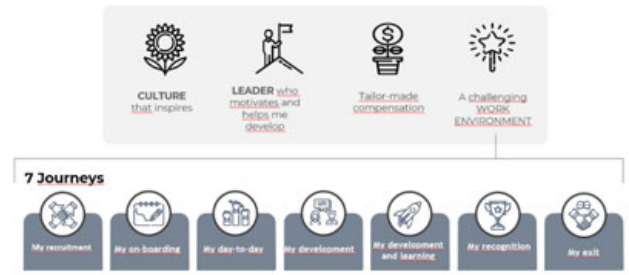 CULTURE
that inspires
LEADER who
motivates and
helps me
develop
Tailor-made
compensation
A challenging
WORK
ENVIRONMENT
7 Journeys
My recruitment
My on-boarding
My day-to-day
My development
My development
and learning
My recognition
My exit